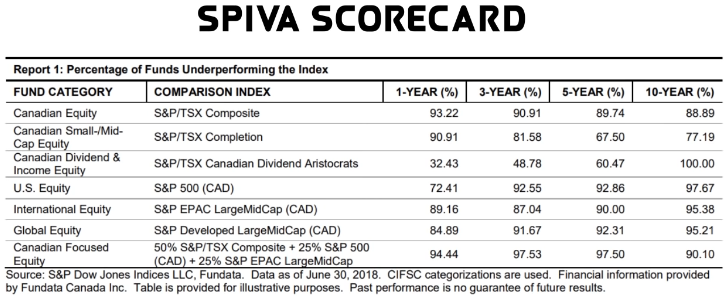 SPIVA SCORECARD
Report 1: Percentage of Funds Underperforming the Index
FUND CATEGORY COMPARISON INDEX 1-YEAR (%) 3-YEAR (%) 5-YEAR (%) 10-YEAR (%)
Canadian Equity S&P/TSX Composite 93.22 90.91 89.74 88.89
Canadian Small-/Mid-
Cap Equity S&P/TSX Completion 90.91 81.58 67.50 77.19
Canadian Dividend &
Income Equity S&P/TSX Canadian Dividend Aristocrats 32.43 48.78 60.47 100.00
U.S. Equity S&P 500 (CAD) 72.41 92.55 92.86 97.67
International Equity S&P EPAC LargeMidCap (CAD) 89.16 87.04 90.00 95.38
Global Equity S&P Developed LargeMidCap (CAD) 84.89 91.67 92.31 95.21
Canadian Focused 50% S&P/TSX Composite + 25% S&P 500
Equity (CAD) + 25% S&P EPAC LargeMidCap 94.44 97.53 97.50 90.10
Source: S&P Dow Jones Indices LLC, Fundata. Data as of June 30, 2018. CIFSC categorizations are used. Financial information provided
by Fundata Canada Inc. Table is provided for illustrative purposes. Past performance is no guarantee of future results.